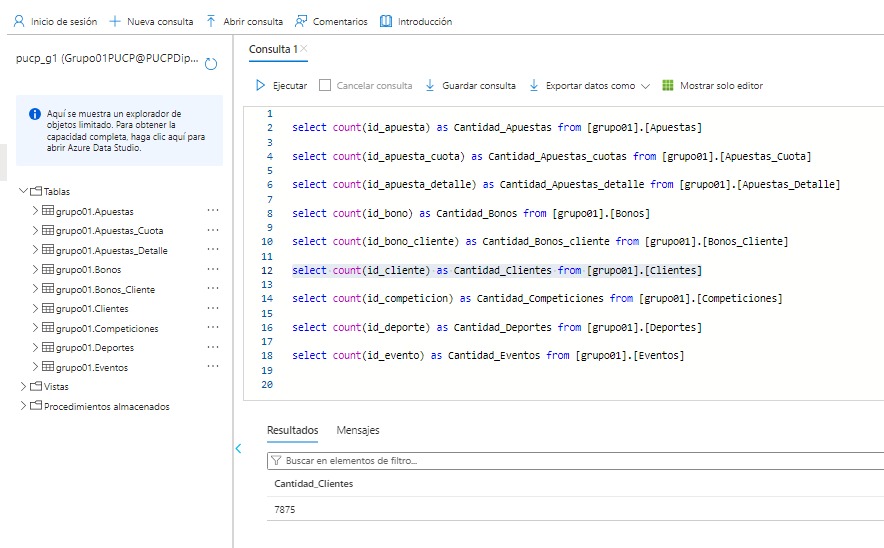 Inicio de sesión Nueva consulta Abrir consulta Comentarios Introducción
pucp_g1 (Grupo01PUCP@PUCPDip...
Aquí se muestra un explorador de
objetos limitado. Para obtener la
capacidad completa, haga clic aquí para
abrir Azure Data Studio.
Tablas
grupo01.Apuestas ...
grupo01.Apuestas_Cuota ...
grupo01.Apuestas_Detalle ...
grupo01.Bonos ...
grupo01.Bonos_Cliente ...
grupo01.Clientes ...
grupo01.Competiciones ...
grupo01.Deportes ...
grupo01.Eventos ...
Vistas
Procedimientos almacenados
Consulta 1
Ejecutar Cancelar consulta Guardar consulta Exportar datos como Mostrar solo editor
1
2 select count(id_apuesta) as Cantidad_Apuestas from [grupo01].[Apuestas]
3
4 select count(id_apuesta_cuota) as Cantidad_Apuestas_cuotas from [grupo01].[Apuestas_Cuota]
5
6 select count(id_apuesta_detalle) as Cantidad_Apuestas_detalle from [grupo01].[Apuestas_Detalle]
7
8 select count(id_bono) as Cantidad_Bonos from [grupo01].[Bonos]
9
10 select count(id_bono_cliente) as Cantidad_Bonos_cliente from [grupo01].[Bonos_Cliente]
11
12 select count(id_cliente) as Cantidad_Clientes from [grupo01].[Clientes]
13
14 select count(id_competicion) as Cantidad_Competiciones from [grupo01].[Competiciones]
15
16 select count(id_deporte) as Cantidad_Deportes from [grupo01].[Deportes]
17
18 select count(id_evento) as Cantidad_Eventos from [grupo01].[Eventos]
19
20
Resultados Mensajes
Buscar en elementos de filtro...
Cantidad_Clientes
7875